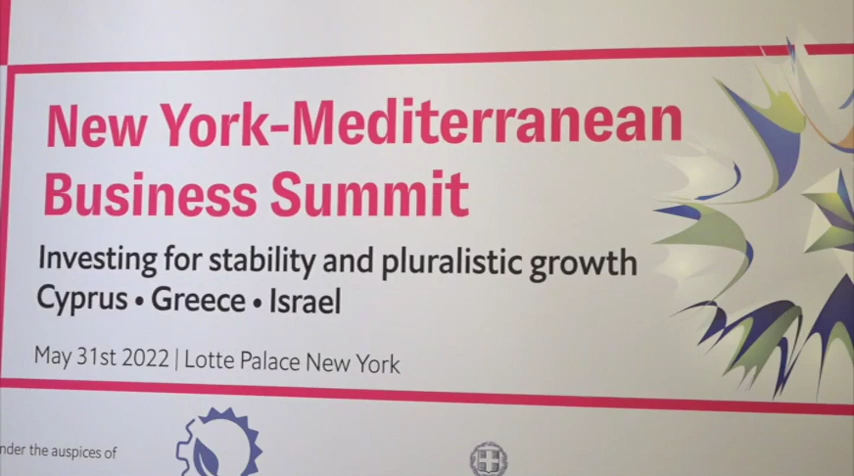 New York-Mediterranean
Business Summit
Investing for stability and pluralistic growth
Cyprus • Greece • Israel
May 31st 2022 | Lotte Palace New York
nder the auspices of